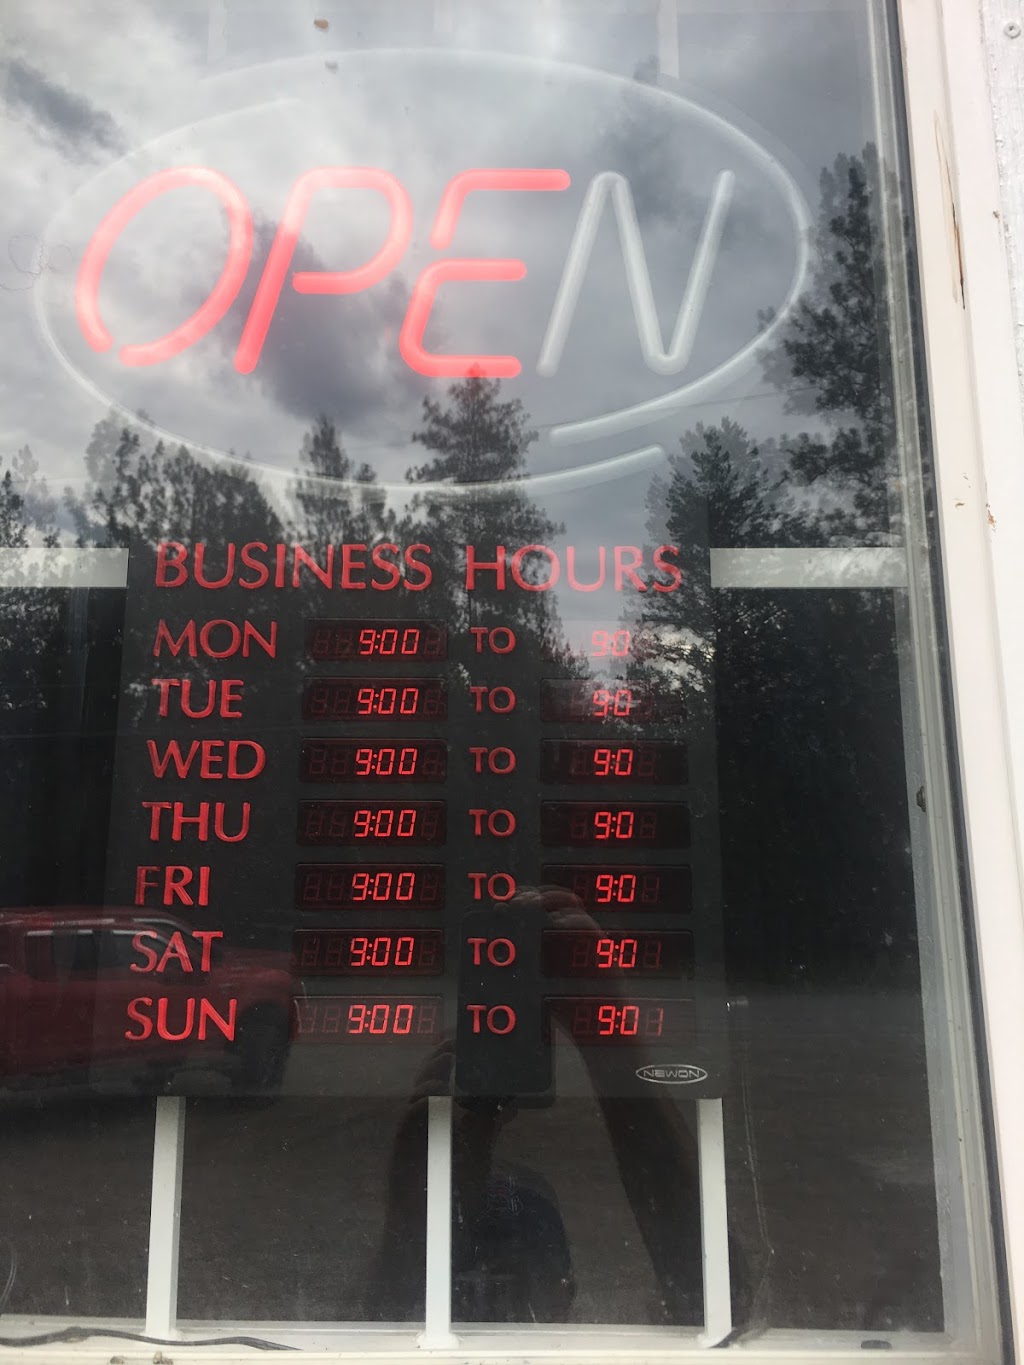 OPEN
BUSINESS HOURS
MON 9:00 TO 9:0
TUE 9:00 TO 9:0
WED 9:00 TO 9:0
THU 9:00 TO 9:0
FRI 9:00 TO 9:0
SAT 9:00 TO 9:0
SUN 9:00 TO 9:01
NEWON